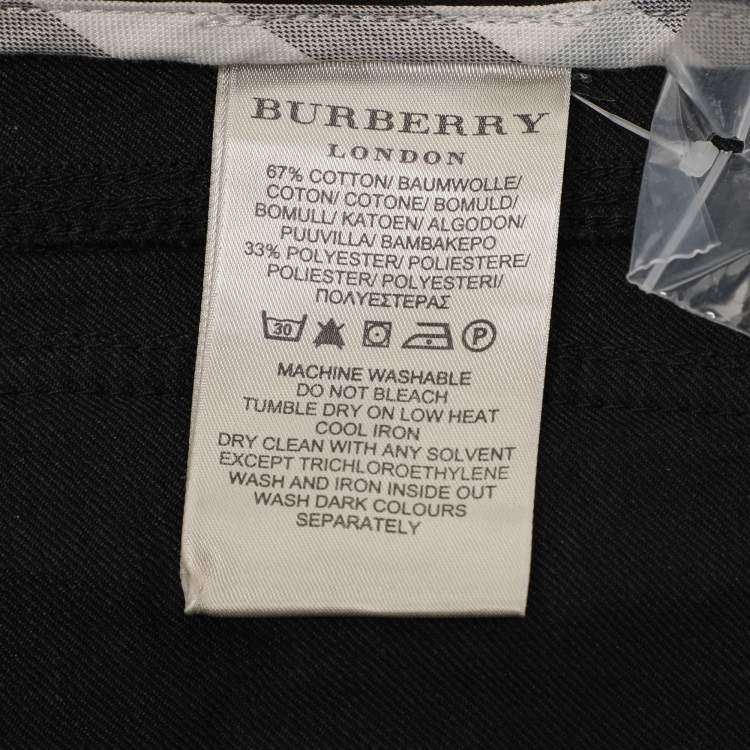 BURBERRY
LONDON
67% COTTON/ BAUMWOLLE/
COTON/ COTONE/ BOMULD/
BOMULL/ KATOEN/ ALGODON/
PUUVILLA/ ΒΑΜΒΑΚΕΡΟ
33% POLYESTER/ POLIESTERE/
POLIESTER/ POLYESTERI/
ΠΟΛΥΕΣΤΕΡΑΣ
30 P
MACHINE WASHABLE
DO NOT BLEACH
TUMBLE DRY ON LOW HEAT
COOL IRON
DRY CLEAN WITH ANY SOLVENT
EXCEPT TRICHLOROETHYLENE
WASH AND IRON INSIDE OUT
WASH DARK COLOURS
SEPARATELY